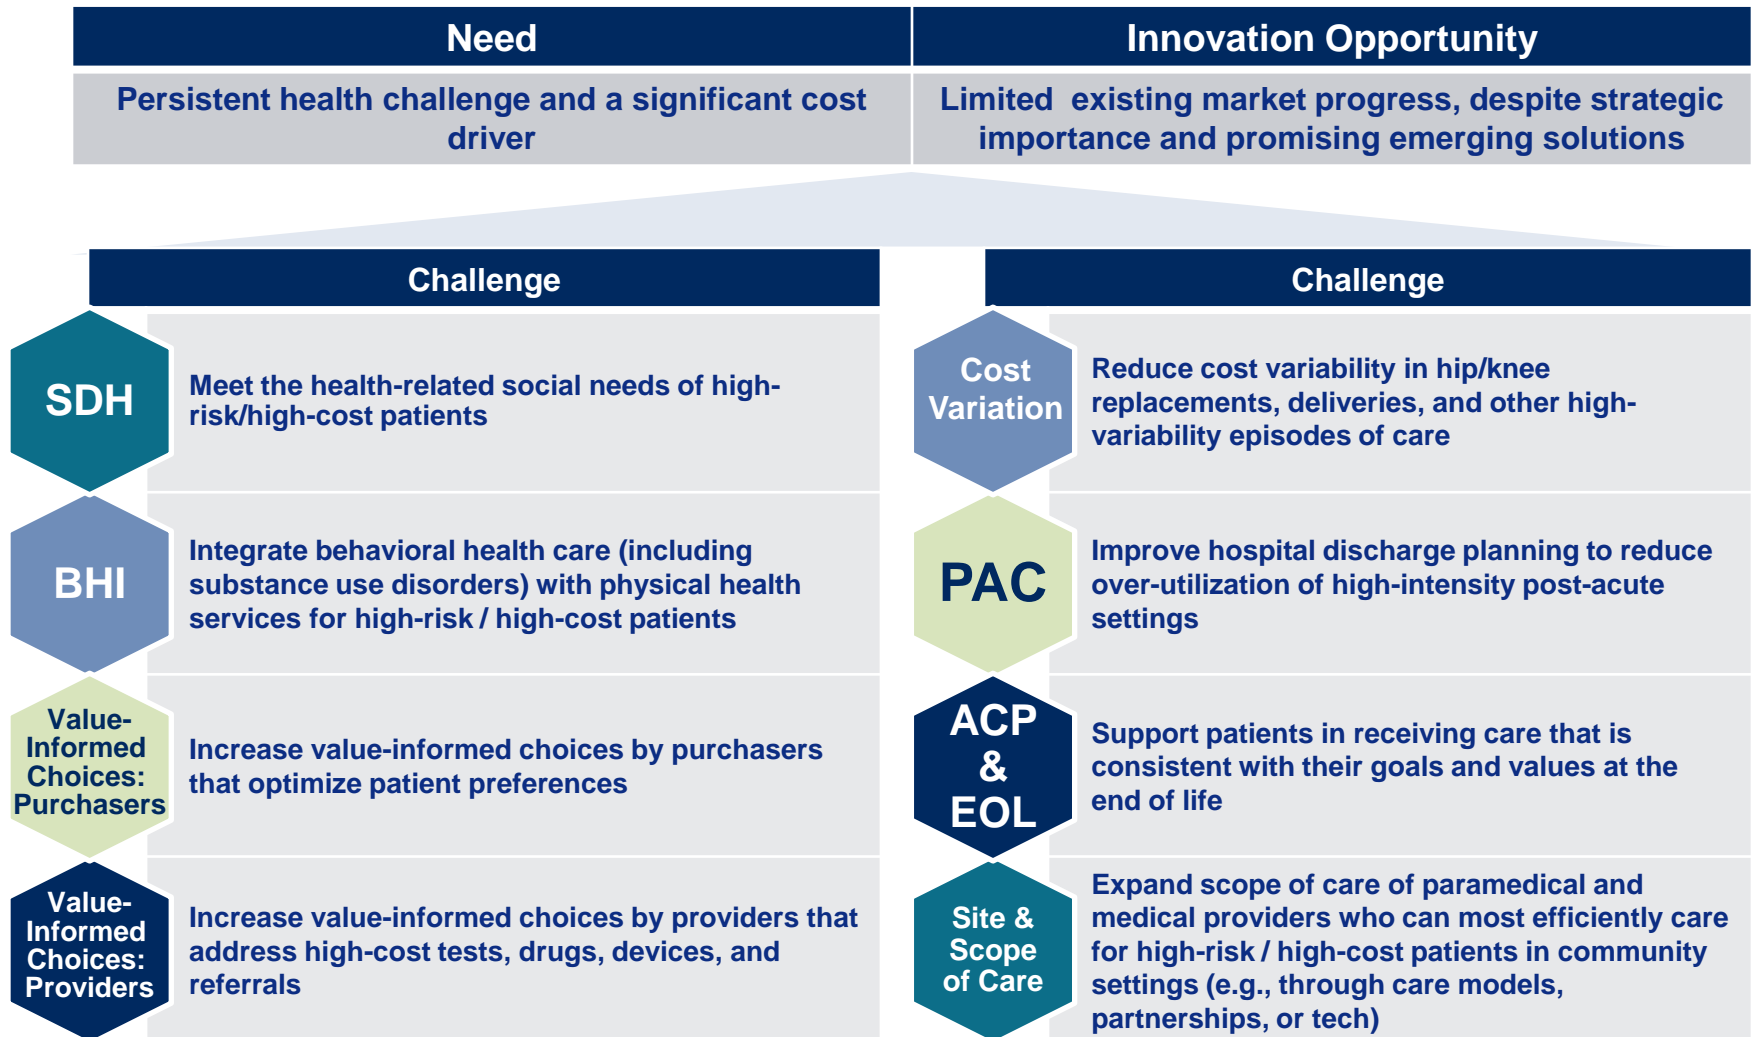 Need
Innovation Opportunity
Persistent health challenge and a significant cost
driver
Limited existing market progress, despite strategic
importance and promising emerging solutions
Challenge
SDH
Meet the health-related social needs of high-
risk/high-cost patients
BHI
Integrate behavioral health care (including
substance use disorders) with physical health
services for high-risk / high-cost patients
Value-
Informed
Choices:
Purchasers
Increase value-informed choices by purchasers
that optimize patient preferences
Value-
Informed
Choices:
Providers
Increase value-informed choices by providers that
address high-cost tests, drugs, devices, and
referrals
Challenge
Cost
Variation
Reduce cost variability in hip/knee
replacements, deliveries, and other high-
variability episodes of care
PAC
Improve hospital discharge planning to reduce
over-utilization of high-intensity post-acute
settings
ACP
&
EOL
Support patients in receiving care that is
consistent with their goals and values at the
end of life
Site &
Scope
of Care
Expand scope of care of paramedical and
medical providers who can most efficiently care
for high-risk / high-cost patients in community
settings (e.g., through care models,
partnerships, or tech)